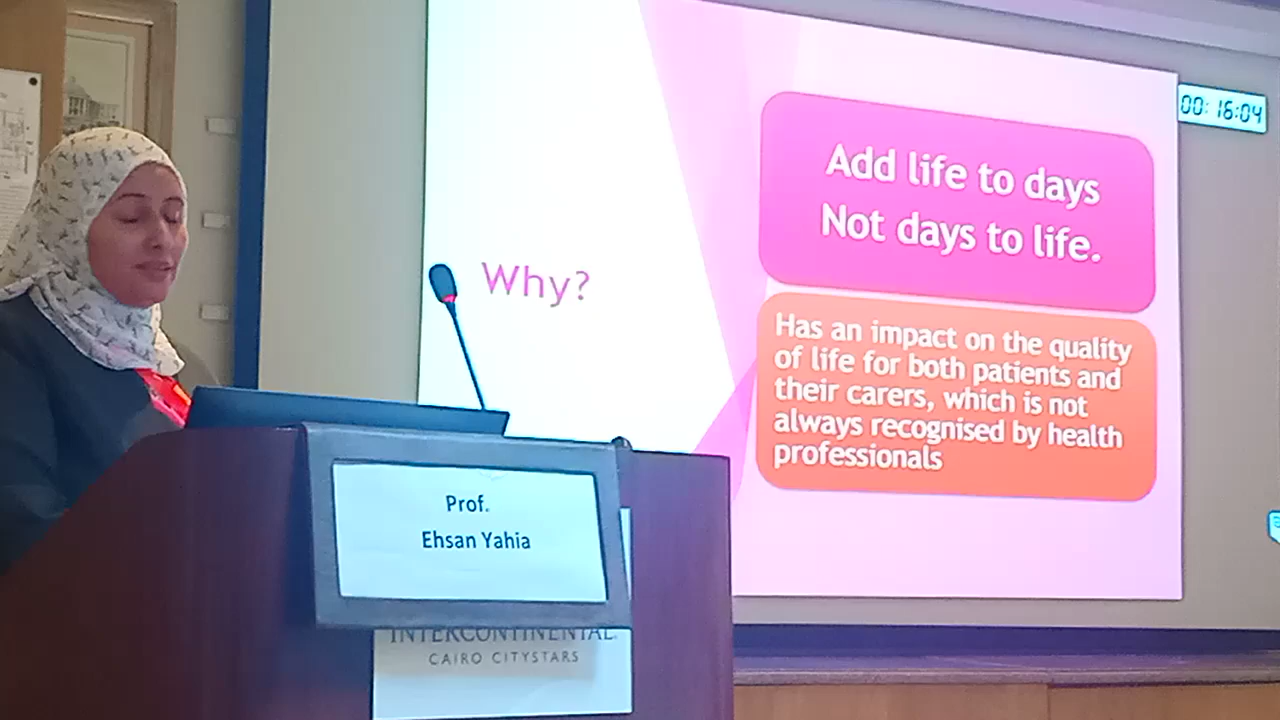 00:16:04
Add life to days
Not days to life.
Why?
Has an impact on the quality
of life for both patients and
their carers, which is not
always recognised by health
professionals
Prof.
Ehsan Yahia
INTERCONTINENTAL
CAIRO CITYSTARS